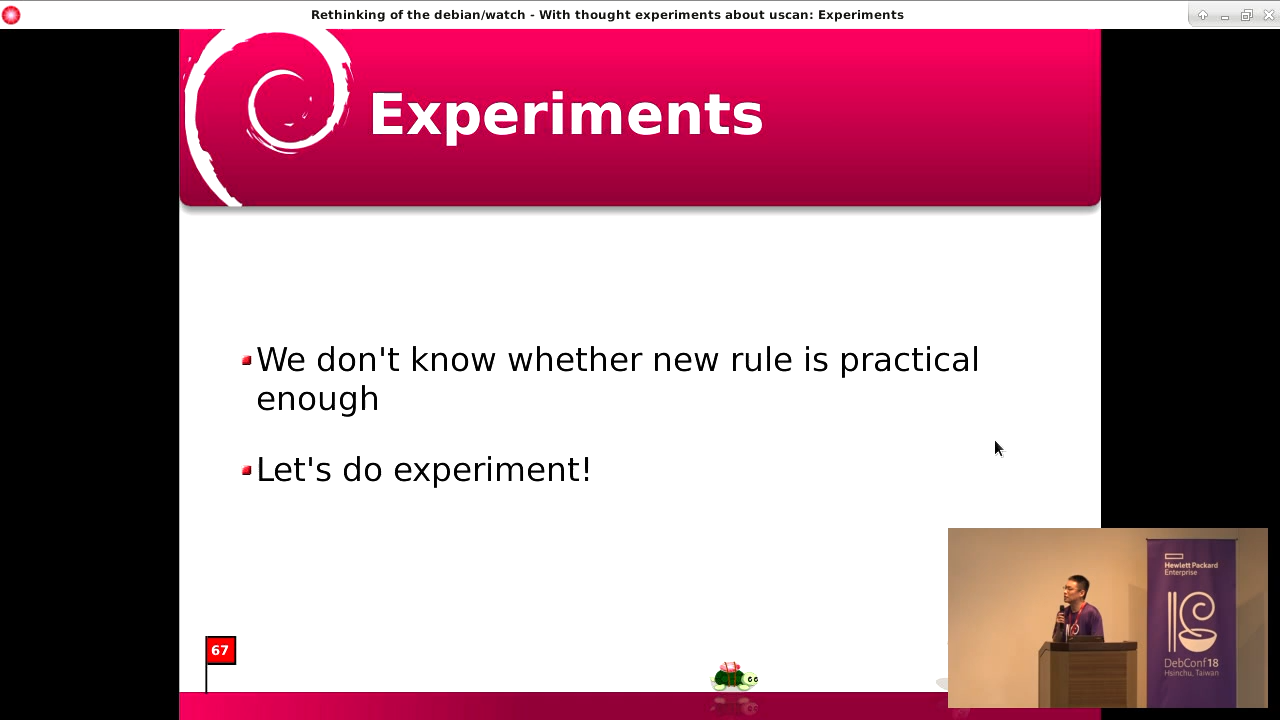 Rethinking of the debian/watch - With thought experiments about uscan: Experiments
Experiments
We don't know whether new rule is practical
enough
Let's do experiment!
67
Hewlett Packard
Enterprise
DebConf18
Hsinchu, Taiwan